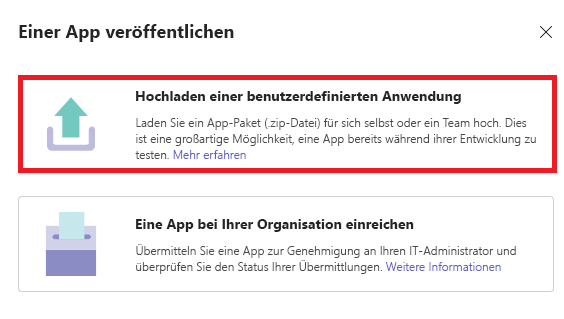 Einer App veröffentlichen
Hochladen einer benutzerdefinierten Anwendung
Laden Sie ein App-Paket (.zip-Datei) für sich selbst oder ein Team hoch. Dies
ist eine großartige Möglichkeit, eine App bereits während ihrer Entwicklung zu
testen. Mehr erfahren
Eine App bei Ihrer Organisation einreichen
Übermitteln Sie eine App zur Genehmigung an Ihren IT-Administrator und
überprüfen Sie den Status Ihrer Übermittlungen. Weitere Informationen